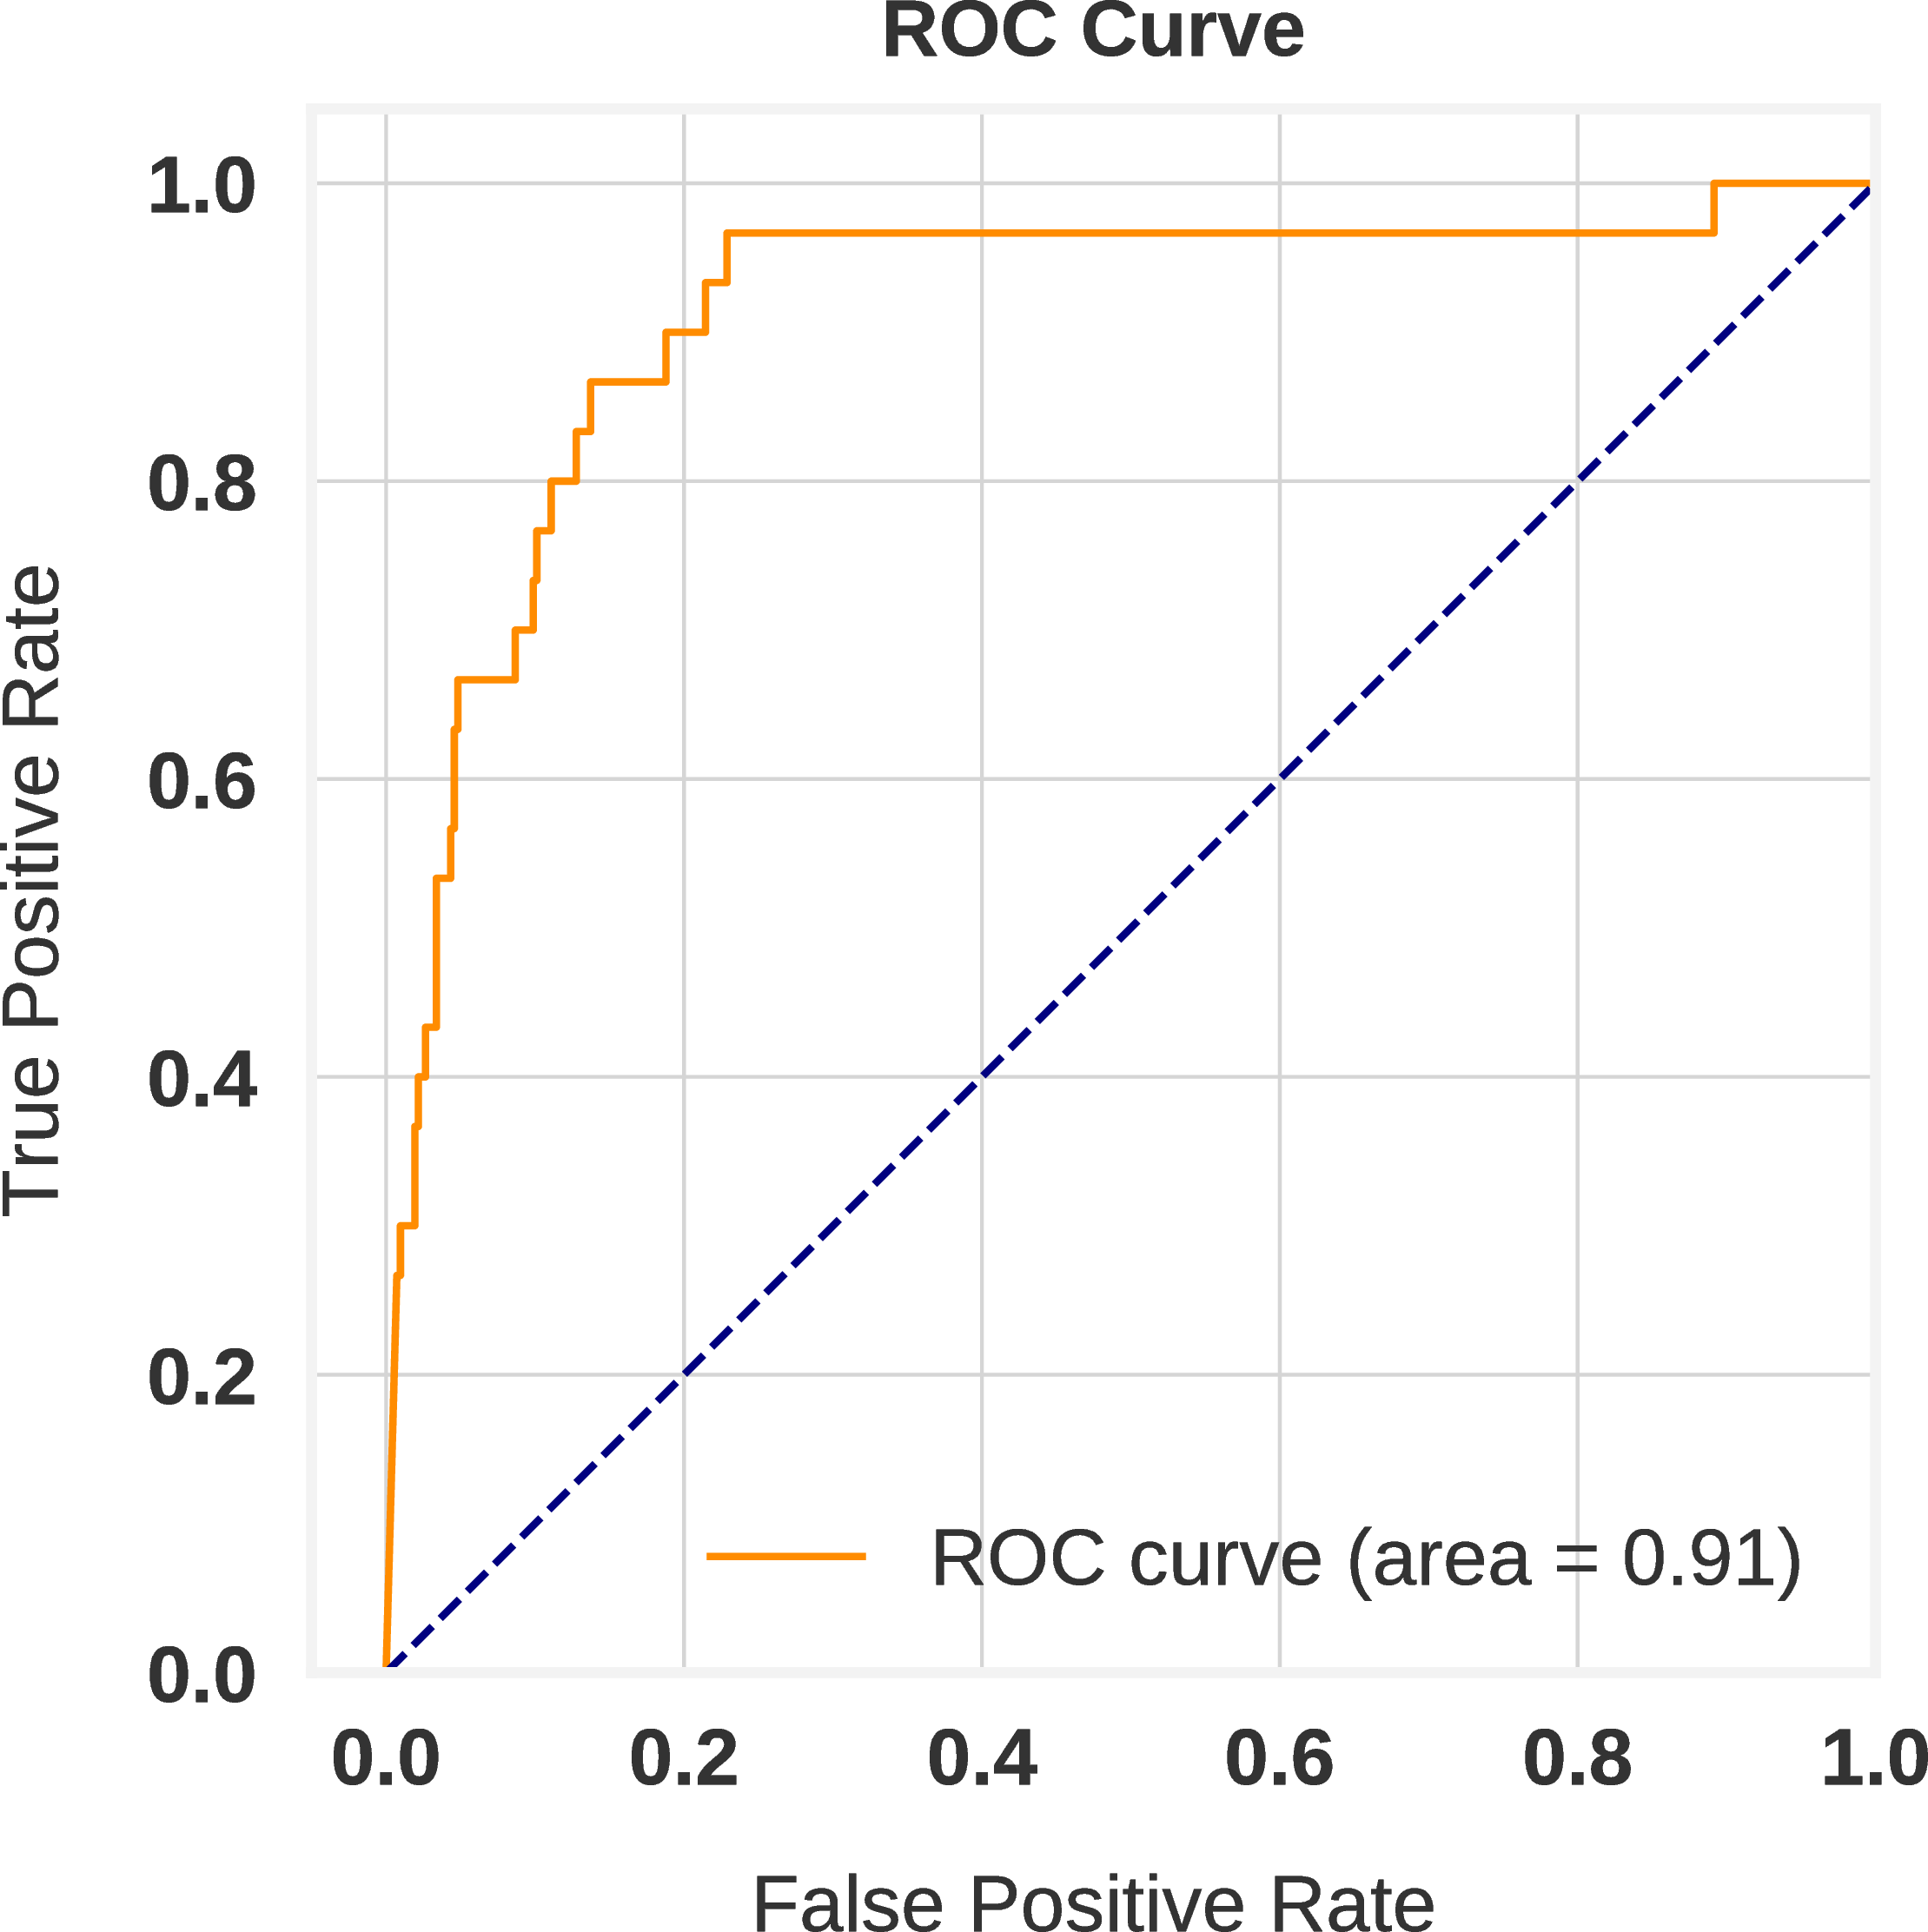 ROC Curve
True Positive Rate
1.0
0.8
0.6
0.4
0.2
0.0
ROC curve (area = 0.91)
0.0 0.2 0.4 0.6 0.8 1.0
False Positive Rate